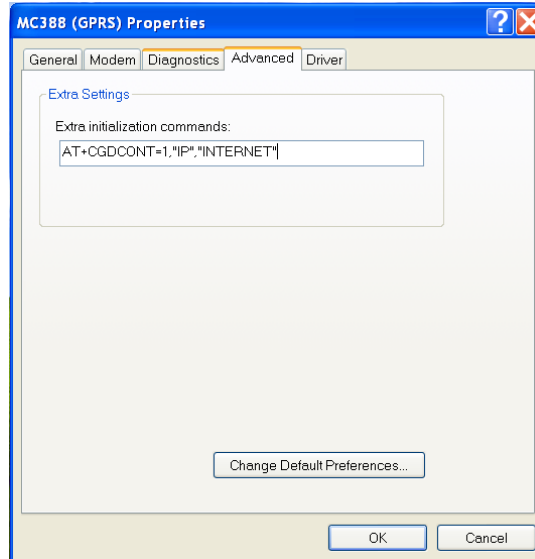 MC388 (GPRS) Properties
General Modem Diagnostics Advanced Driver
Extra Settings
Extra initialization commands:
AT+CGDCONT=1,"IP","INTERNET"
Change Default Preferences...
OK Cancel